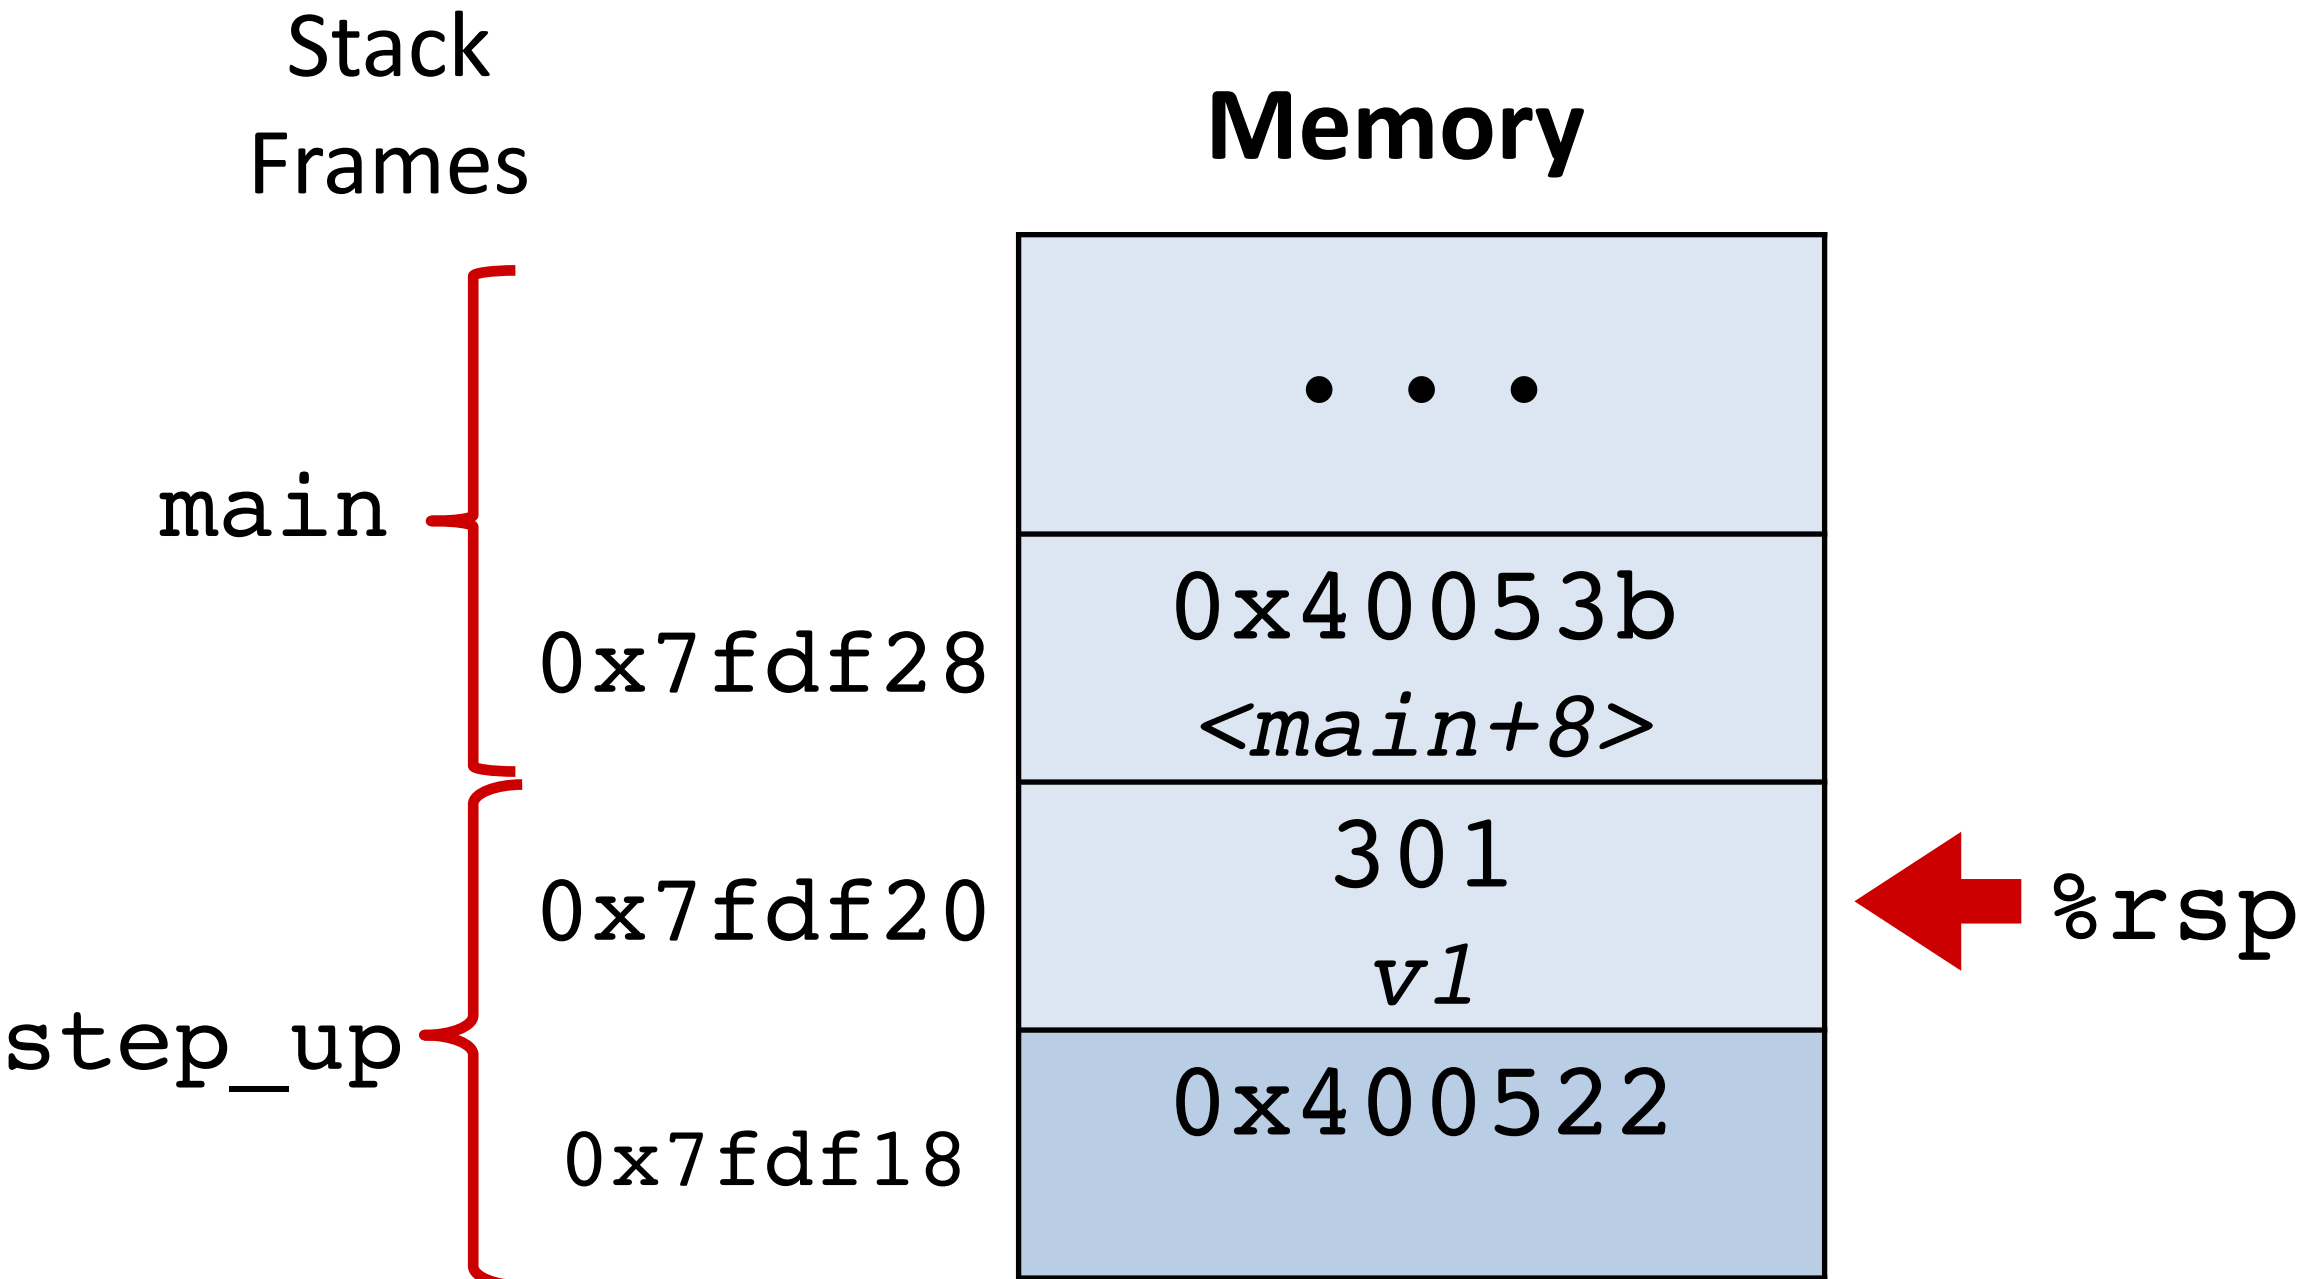 Stack
Frames
Memory
• • •
main
0x7fdf28
0x40053b
<main+8>
0x7fdf20
301
v1
%rsp
step_up
0x7fdf18
0x400522